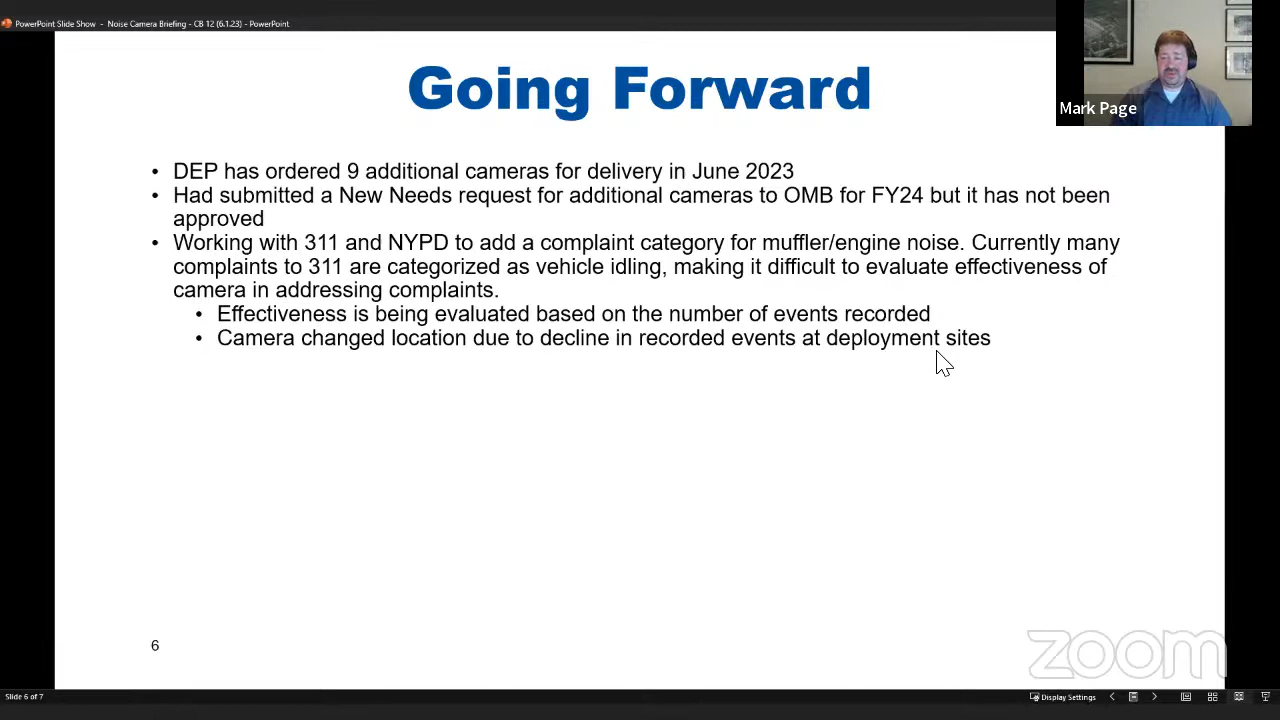 PowerPoint Slide Show - Noise Camera Briefing - CB 12 (6.1.23) - PowerPoint
Going Forward
Mark Page
• DEP has ordered 9 additional cameras for delivery in June 2023
• Had submitted a New Needs request for additional cameras to OMB for FY24 but it has not been
approved
• Working with 311 and NYPD to add a complaint category for muffler/engine noise. Currently many
complaints to 311 are categorized as vehicle idling, making it difficult to evaluate effectiveness of
camera in addressing complaints.
• Effectiveness is being evaluated based on the number of events recorded
• Camera changed location due to decline in recorded events at deployment sites
6
zoom
Slide 6 of 7
Display Settings